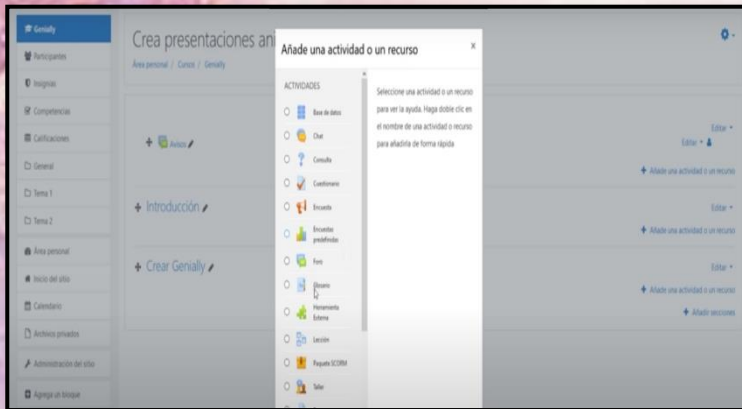 Genially
Participantes
Insignias
Competencias
Calificaciones
General
Tema 1
Tema 2
Área personal
Inicio del sitio
Calendario
Archivos privados
Administración del sitio
Agrega un bloque
Crea presentaciones ani
Área personal / Cursos / Genially
Avisos
Introducción
Crear Genially
Añade una actividad o un recurso
x
ACTIVIDADES
Base de datos
Chat
Consulta
Cuestionario
Encuesta
Encuestas
predefinidas
Foro
Glosario
Herramienta
Externa
Lección
Paquete SCORM
Taller
Seleccione una actividad o un recurso
para ver la ayuda. Haga doble clic en
el nombre de una actividad o recurso
para añadirla de forma rápida
Editar
Editar
Añade una actividad o un recurso
Editar
Añade una actividad o un recurso
Editar
Añade una actividad o un recurso
Añadir secciones